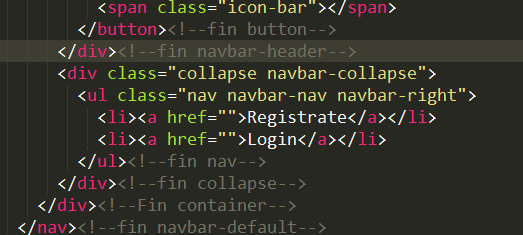 <span class="icon-bar"></span>
</button><!--fin button-->
</div><!--fin navbar-header-->
<div class="collapse navbar-collapse">
<ul class="nav navbar-nav navbar-right">
<li><a href="">Registrate</a></li>
<li><a href="">Login</a></li>
</ul><!--fin nav-->
</div><!--fin collapse-->
</div><!--Fin container-->
</nav><!--fin navbar-default-->